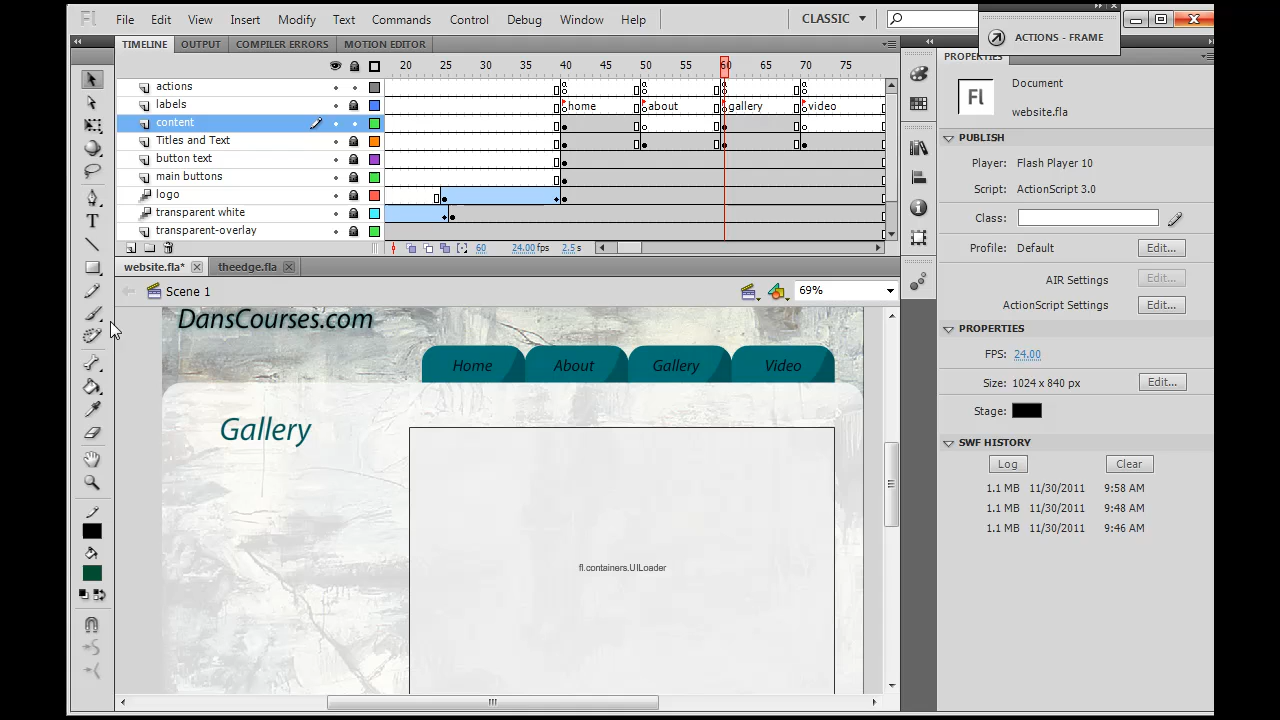 Fl File Edit View Insert Modify Text Commands Control Debug Window Help CLASSIC
ACTIONS - FRAME
TIMELINE OUTPUT COMPILER ERRORS MOTION EDITOR
PROPERTIES
20 25 30 35 40 45 50 55 60 65 70 75
actions
labels home about gallery video
content
Titles and Text
button text
main buttons
logo
transparent white
transparent-overlay
60 24.00 fps 2.5 s
website.fla* theedge.fla
Scene 1 69%
DansCourses.com
Home About Gallery Video
Gallery
fl.containers.UILoader
Fl Document
website.fla
PUBLISH
Player: Flash Player 10
Script: ActionScript 3.0
Class:
Profile: Default Edit...
AIR Settings Edit...
ActionScript Settings Edit...
PROPERTIES
FPS: 24.00
Size: 1024 x 840 px Edit...
Stage:
SWF HISTORY
Log Clear
1.1 MB 11/30/2011 9:58 AM
1.1 MB 11/30/2011 9:48 AM
1.1 MB 11/30/2011 9:46 AM